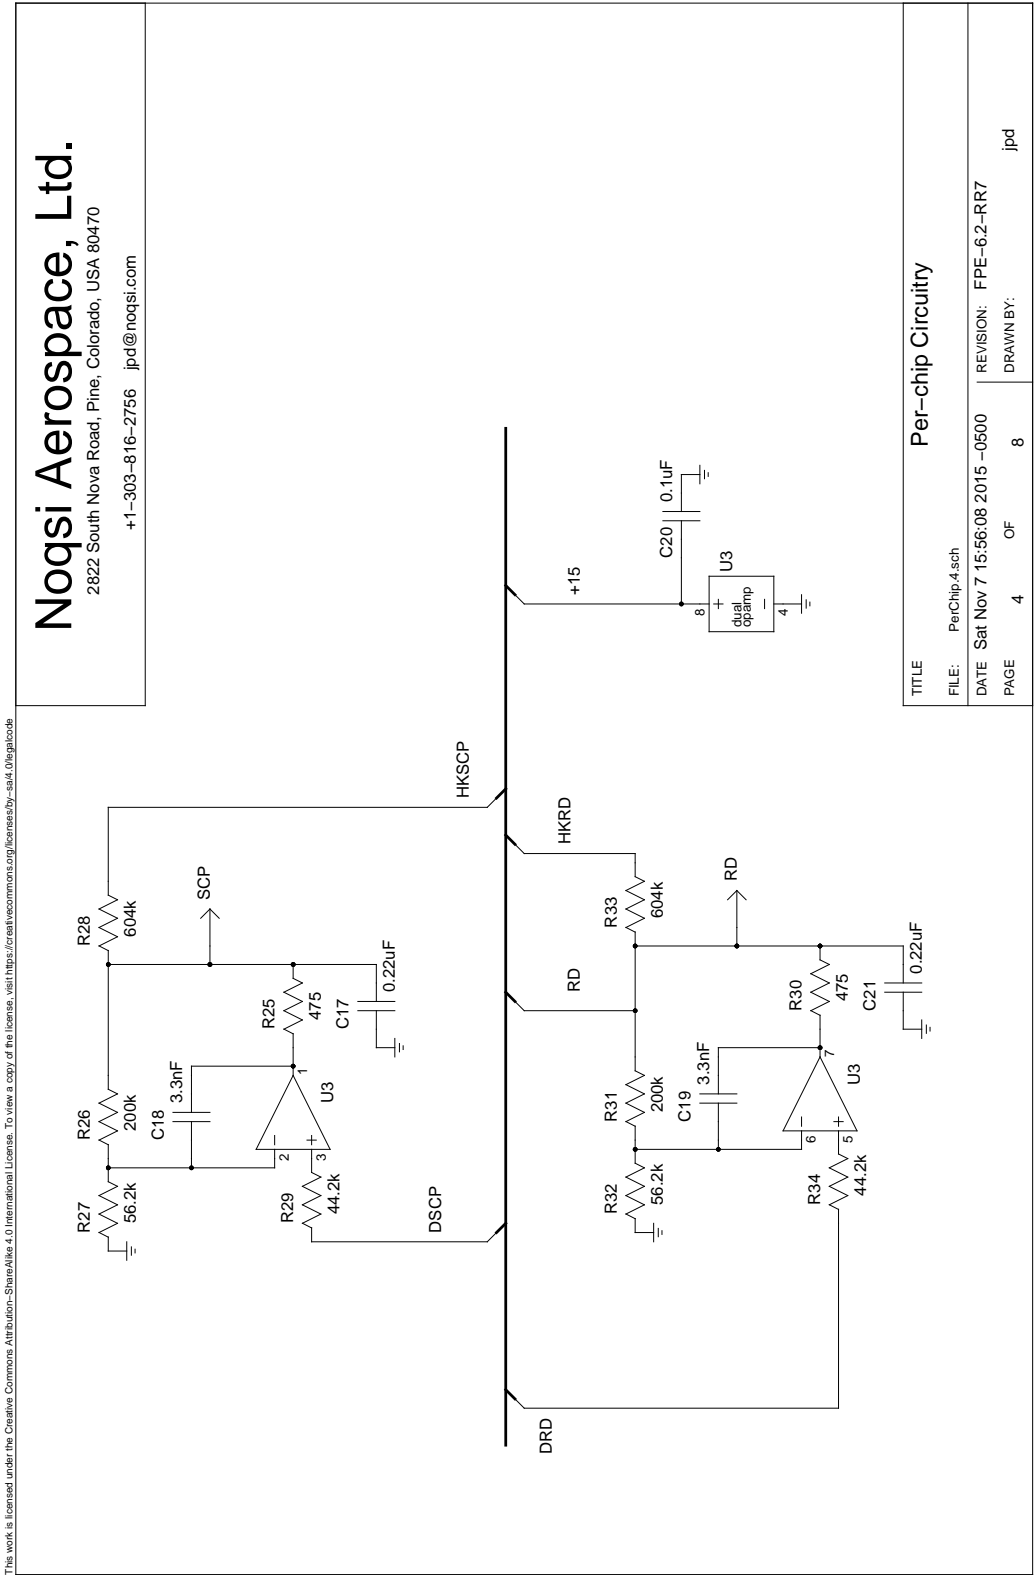 This work is licensed under the Creative Commons Attribution−ShareAlike 4.0 International License. To view a copy of the license, visit https://creativecommons.org/licenses/by−sa/4.0/legalcode
Noqsi Aerospace, Ltd.
2822 South Nova Road, Pine, Colorado, USA 80470
+1−303−816−2756 jpd@noqsi.com
R27
56.2k
R26
200k
R28
604k
C18
3.3nF
SCP
R25
475
2
3
1
U3
R29
44.2k
C17
0.22uF
DSCP
HKSCP
DRD
RD
HKRD
+15
C20
0.1uF
8
+
dual
opamp
−
4
U3
R32
56.2k
R31
200k
R33
604k
C19
3.3nF
RD
R30
475
6
5
7
U3
R34
44.2k
C21
0.22uF
TITLE
Per−chip Circuitry
FILE: PerChip.4.sch
DATE Sat Nov 7 15:56:08 2015 −0500
REVISION: FPE−6.2−RR7
PAGE 4 OF 8
DRAWN BY: jpd